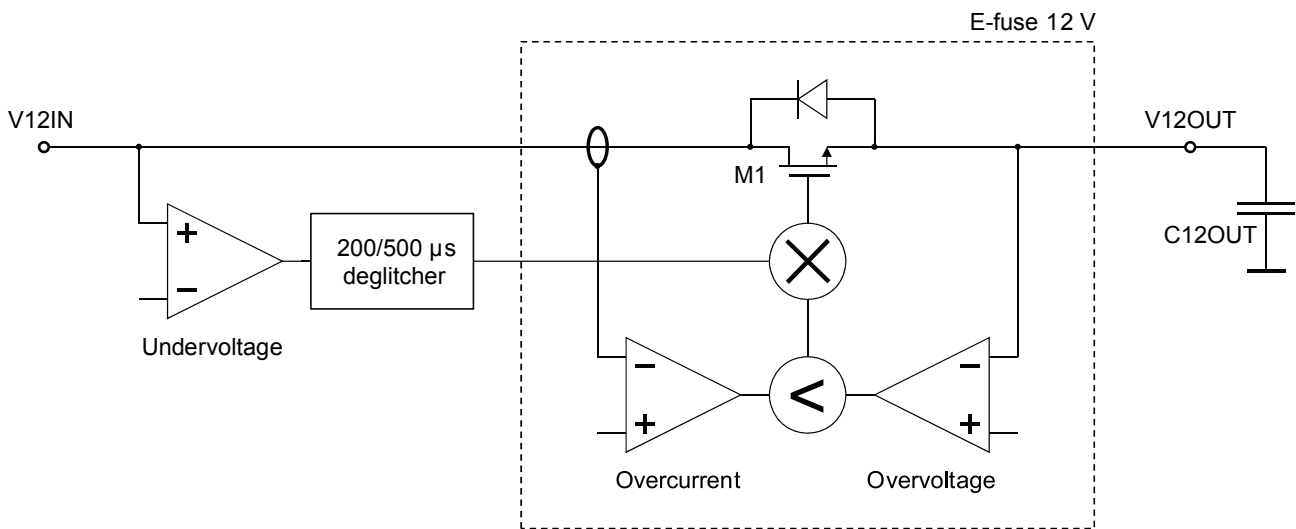 E-fuse 12 V
V12IN
V12OUT
M1
C12OUT
+
−
200/500 µs
deglitcher
Undervoltage
−
+
<
−
+
Overcurrent
Overvoltage